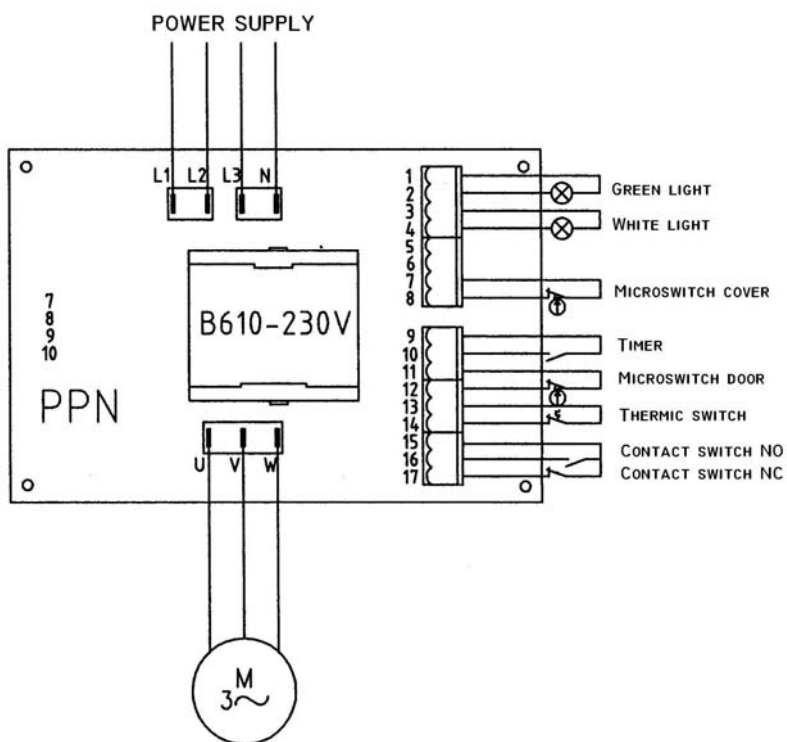 POWER SUPPLY
L1 L2 L3 N
1
2
GREEN LIGHT
3
4
WHITE LIGHT
5
6
7
8
MICROSWITCH COVER
7
8
9
10
B610-230V
PPN
9
10
TIMER
11
12
MICROSWITCH DOOR
13
14
THERMIC SWITCH
15
16
17
CONTACT SWITCH NO
CONTACT SWITCH NC
U V W
M
3~